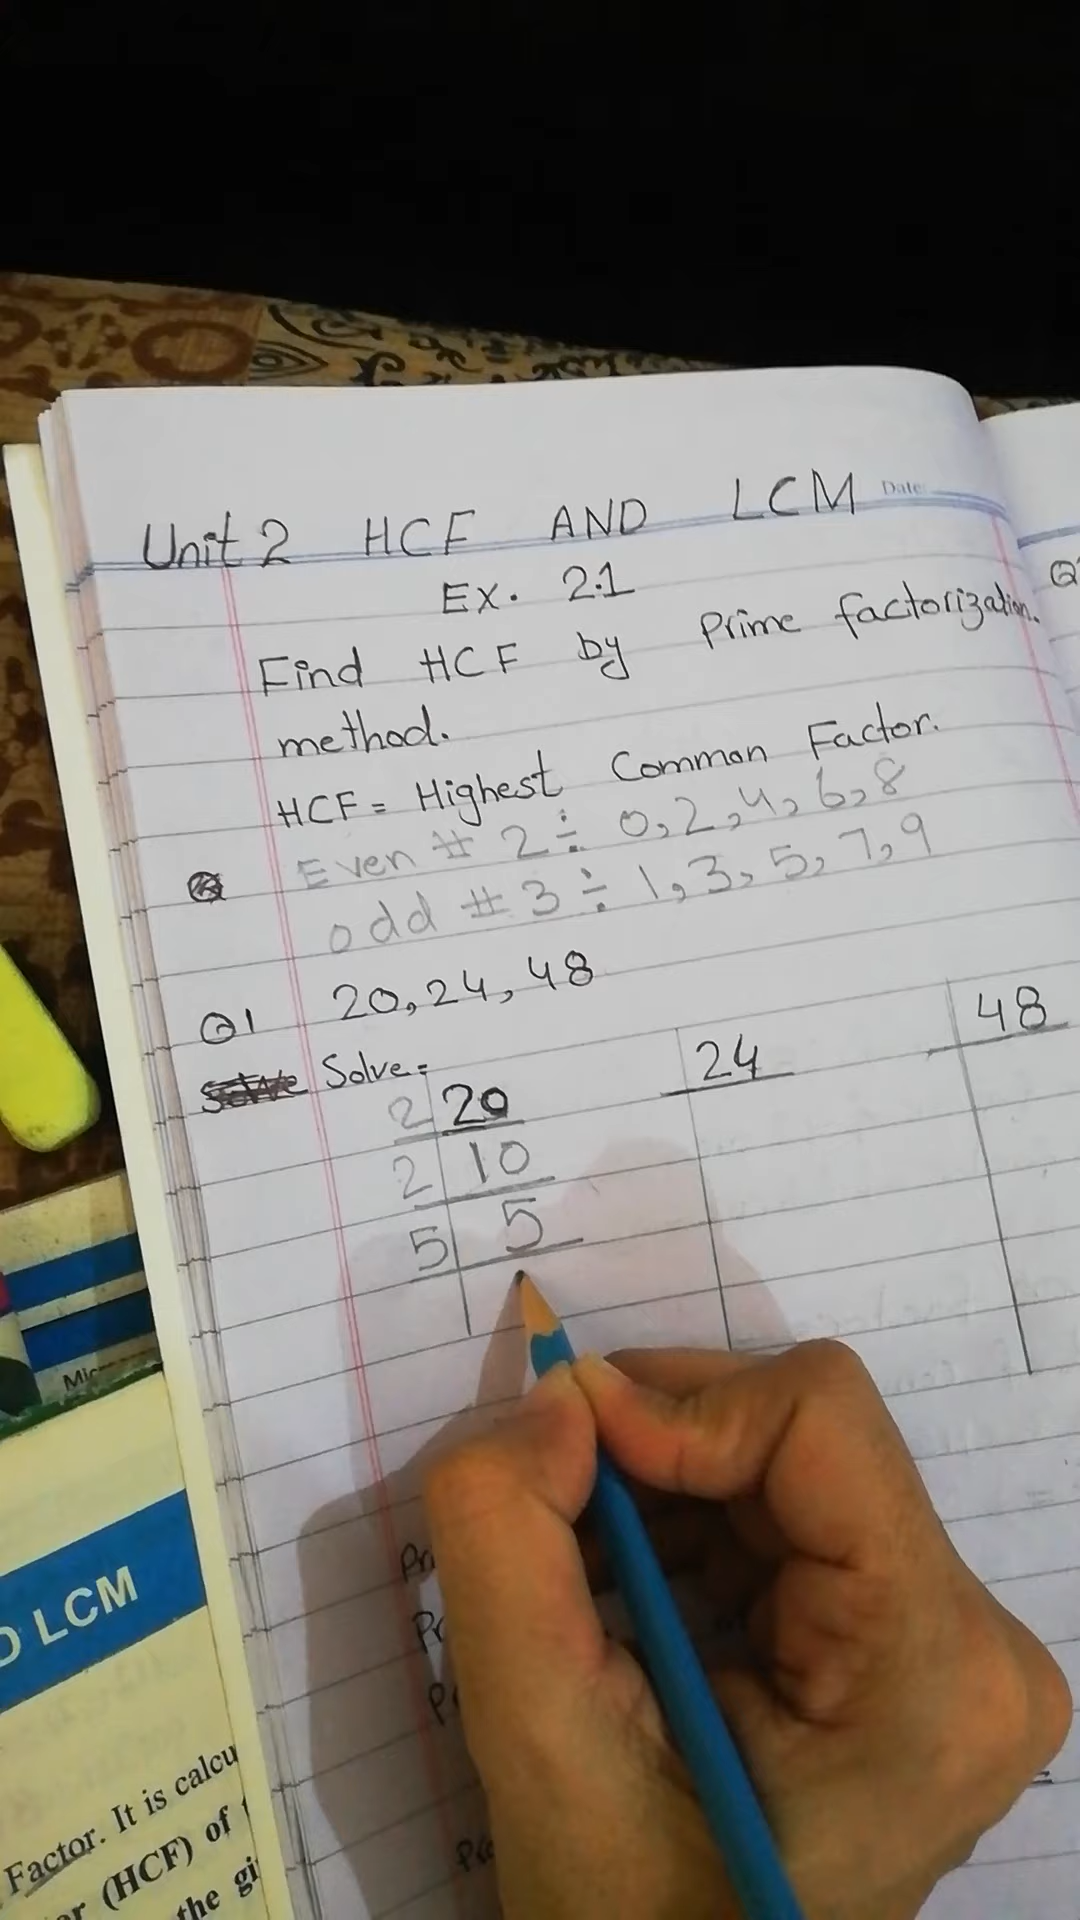 Date:
Unit 2 HCF AND LCM
Ex. 2.1
Find HCF by Prime factorization.
method.
HCF = Highest Common Factor.
Even # 2 ÷ 0, 2, 4, 6, 8
odd # 3 ÷ 1, 3, 5, 7, 9
Q1 20, 24, 48
Solve:
2 20 24 48
2 10
5 5
LCM
Factor. It is calcu
(HCF) of
the gi